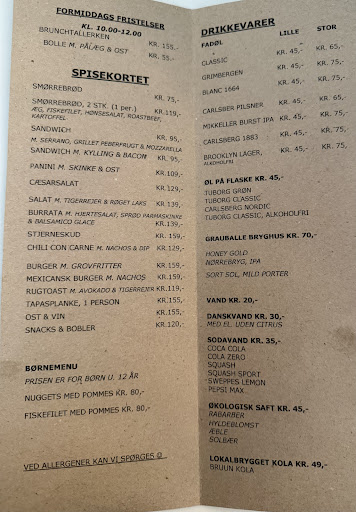 FORMIDDAGS FRISTELSER
KL. 10.00-12.00
BRUNCHTALLERKEN KR. 155,-
BOLLE M. PÅLÆG & OST KR. 55,-
SPISEKORTET
SMØRREBRØD KR. 75,-
SMØRREBRØD, 2 STK. (1 per.) KR. 119,-
ÆG, FISKEFILET, HØNSESALAT, ROASTBEEF,
KARTOFFEL
SANDWICH KR. 95,-
M. SERRANO, GRILLET PEBERFRUGT & MOZZARELLA
SANDWICH M. KYLLING & BACON KR. 95,-
PANINI M. SKINKE & OST KR. 95,-
CÆSARSALAT KR. 129,-
SALAT M. TIGERREJER & RØGET LAKS KR. 139,-
BURRATA M. HJERTESALAT, SPRØD PARMASKINKE KR. 139,-
& BALSAMICO GLACE
STJERNESKUD KR. 139,-
CHILI CON CARNE M. NACHOS & DIP KR. 129,-
BURGER M. GROVFRITTER KR. 159,-
MEXICANSK BURGER M. NACHOS KR. 159,-
RUGTOAST M. AVOKADO & TIGERREJER KR. 119,-
TAPASPLANKE, 1 PERSON KR. 155,-
OST & VIN KR. 155,-
SNACKS & BOBLER KR. 120,-
BØRNEMENU
PRISEN ER FOR BØRN U. 12 ÅR
NUGGETS MED POMMES KR. 80,-
FISKEFILET MED POMMES KR. 80,-
VED ALLERGENER KAN VI SPØRGES ☺
DRIKKEVARER
FADØL LILLE STOR
CLASSIC KR. 45,- KR. 65,-
GRIMBERGEN KR. 45,- KR. 75,-
BLANC 1664 KR. 45,- KR. 75,-
CARLSBER PILSNER KR. 45,- KR. 65,-
MIKKELLER BURST IPA KR. 45,- KR. 75,-
CARLSBERG 1883 KR. 45,- KR. 75,-
BROOKLYN LAGER, KR. 45,- KR. 75,-
ALKOHOLFRI
ØL PÅ FLASKE KR. 45,-
TUBORG GRØN
TUBORG CLASSIC
CARLSBERG NORDIC
TUBORG CLASSIC, ALKOHOLFRI
GRAUBALLE BRYGHUS KR. 70,-
HONEY GOLD
NØRREBRYG, IPA
SORT SOL, MILD PORTER
VAND KR. 20,-
DANSKVAND KR. 30,-
MED EL. UDEN CITRUS
SODAVAND KR. 35,-
COCA COLA
COLA ZERO
SQUASH
SQUASH SPORT
SWEPPES LEMON
PEPSI MAX
ØKOLOGISK SAFT KR. 45,-
RABARBER
HYLDEBLOMST
ÆBLE
SOLBÆR
LOKALBRYGGET KOLA KR. 49,-
BRUUN KOLA